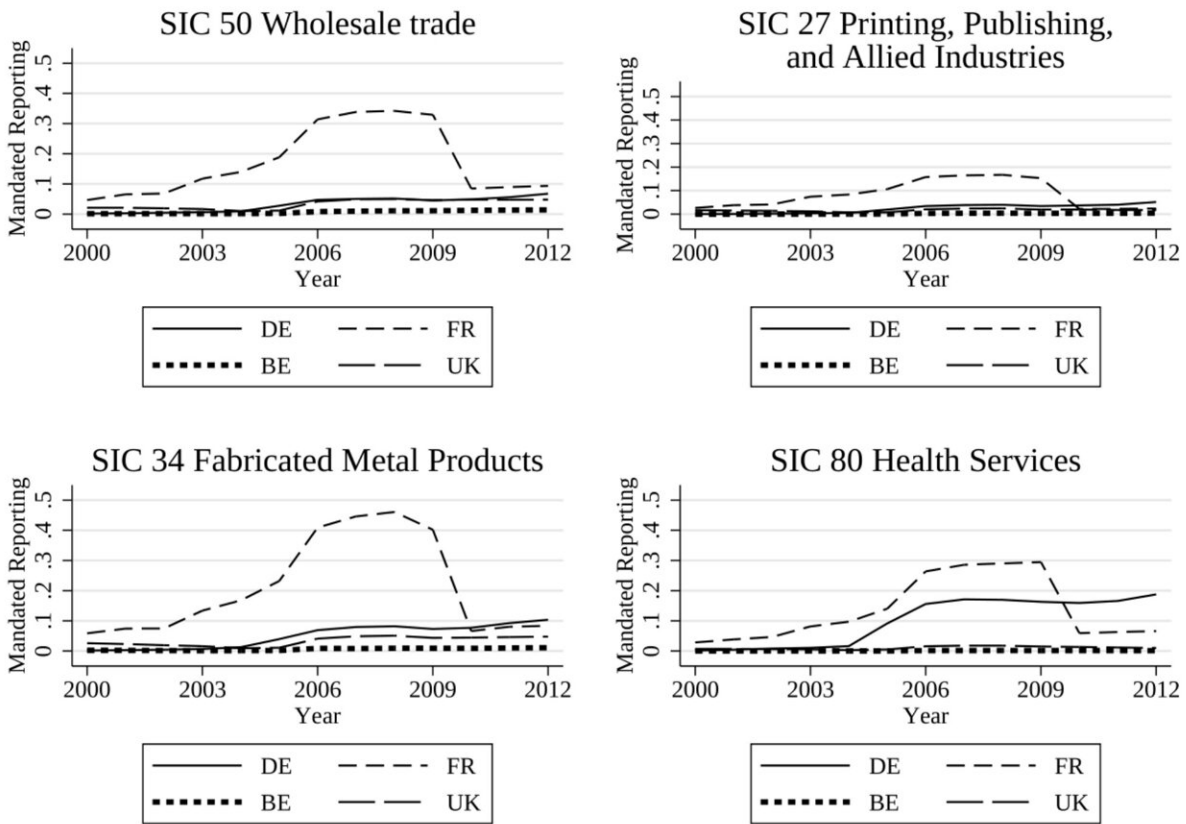 SIC 50 Wholesale trade
Mandated Reporting
.5
.4
.3
.2
.1
0
2000 2003 2006 2009 2012
Year
DE FR
BE UK
SIC 27 Printing, Publishing,
and Allied Industries
Mandated Reporting
.5
.4
.3
.2
.1
0
2000 2003 2006 2009 2012
Year
DE FR
BE UK
SIC 34 Fabricated Metal Products
Mandated Reporting
.5
.4
.3
.2
.1
0
2000 2003 2006 2009 2012
Year
DE FR
BE UK
SIC 80 Health Services
Mandated Reporting
.5
.4
.3
.2
.1
0
2000 2003 2006 2009 2012
Year
DE FR
BE UK